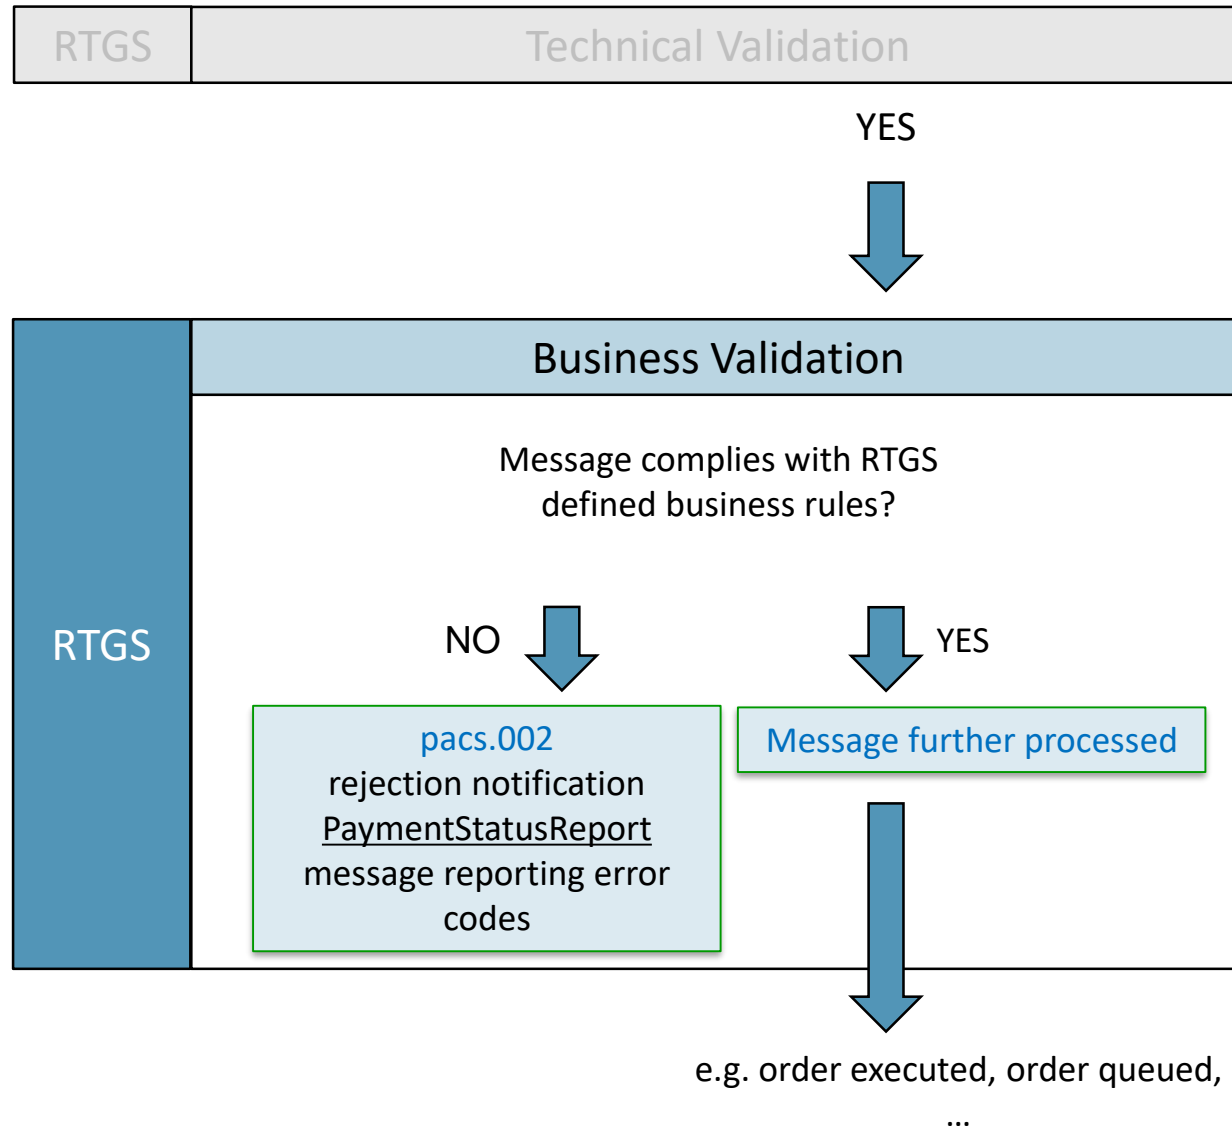 RTGS
Technical Validation
YES
Business Validation
Message complies with RTGS
defined business rules?
RTGS
NO
YES
pacs.002
rejection notification
PaymentStatusReport
message reporting error
codes
Message further processed
e.g. order executed, order queued,
...